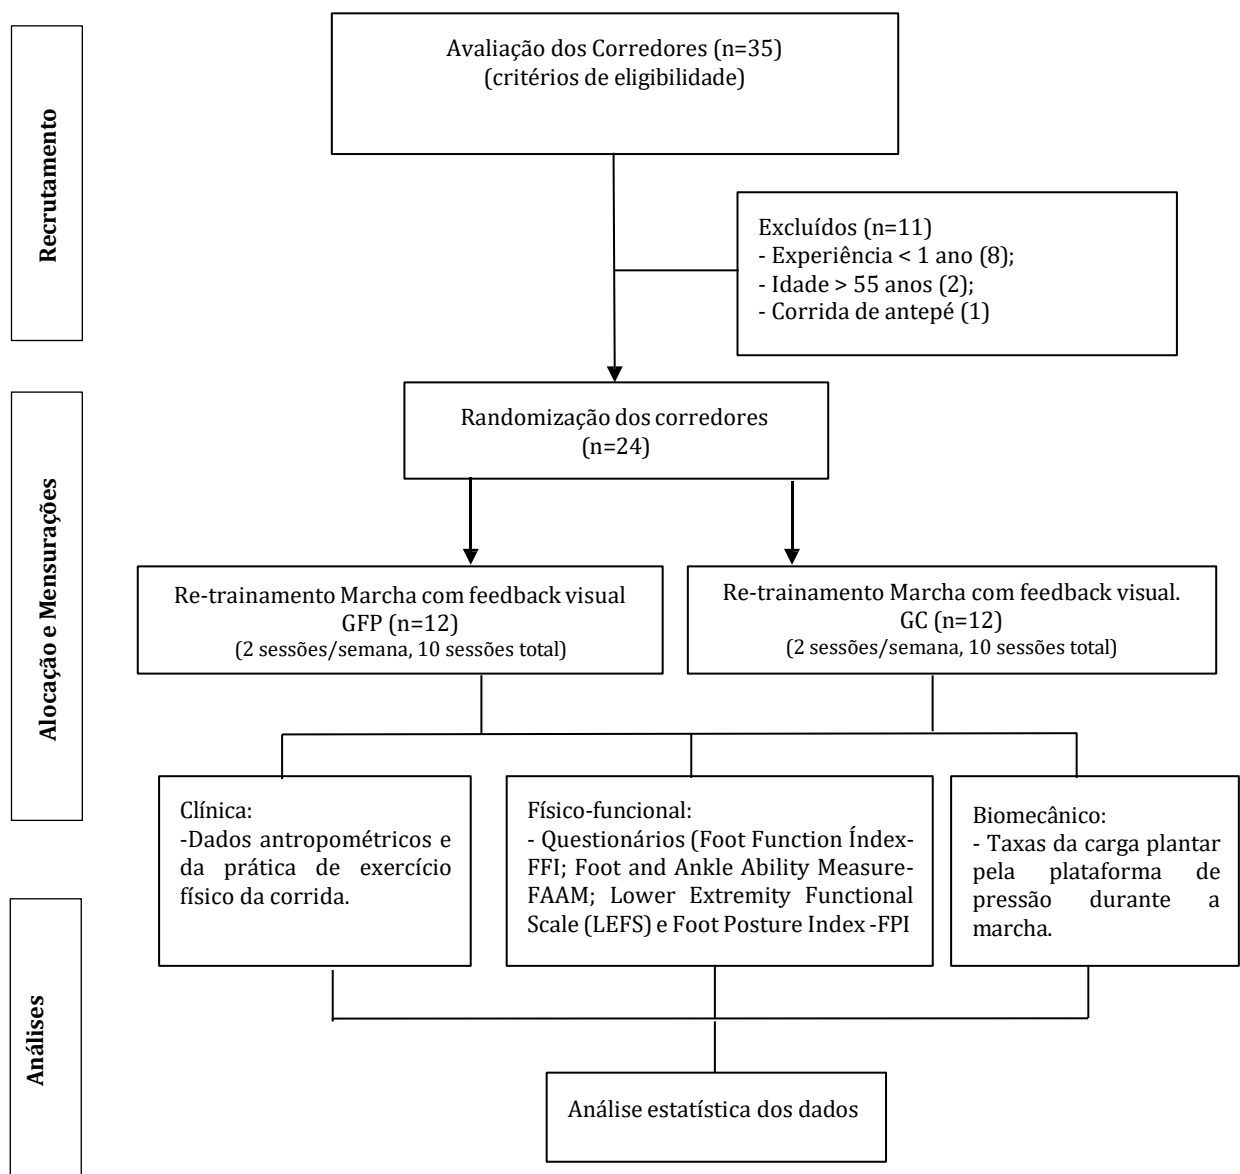 Recrutamento
Avaliação dos Corredores (n=35)
(critérios de eligibilidade)
Excluídos (n=11)
- Experiência < 1 ano (8);
- Idade > 55 anos (2);
- Corrida de antepé (1)
Alocação e Mensurações
Randomização dos corredores
(n=24)
Re-trainamento Marcha com feedback visual
GFP (n=12)
(2 sessões/semana, 10 sessões total)
Re-trainamento Marcha com feedback visual.
GC (n=12)
(2 sessões/semana, 10 sessões total)
Clínica:
-Dados antropométricos e
da prática de exercício
físico da corrida.
Físico-funcional:
- Questionários (Foot Function Índex-
FFI; Foot and Ankle Ability Measure-
FAAM; Lower Extremity Functional
Scale (LEFS) e Foot Posture Index -FPI
Biomecânico:
- Taxas da carga plantar
pela plataforma de
pressão durante a
marcha.
Análises
Análise estatística dos dados